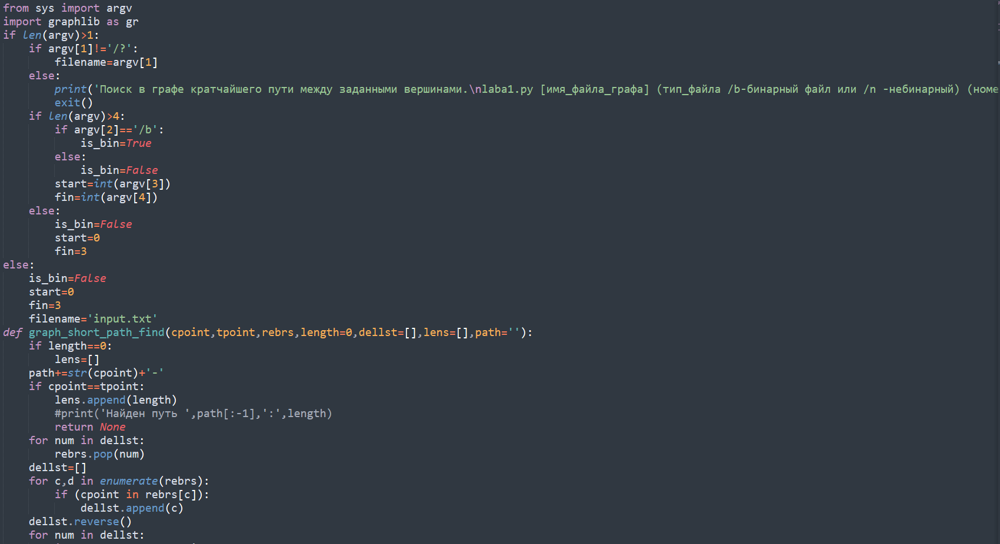 from sys import argv
import graphlib as gr
if len(argv)>1:
    if argv[1]!='/?':
        filename=argv[1]
    else:
        print('Поиск в графе кратчайшего пути между заданными вершинами.\nlaba1.py [имя_файла_графа] (тип_файла /b-бинарный файл или /n -небинарный) (номе
        exit()
    if len(argv)>4:
        if argv[2]=='/b':
            is_bin=True
        else:
            is_bin=False
        start=int(argv[3])
        fin=int(argv[4])
    else:
        is_bin=False
        start=0
        fin=3
else:
    is_bin=False
    start=0
    fin=3
    filename='input.txt'
def graph_short_path_find(cpoint,tpoint,rebrs,length=0,dellst=[],lens=[],path=''):
    if length==0:
        lens=[]
    path+=str(cpoint)+'-'
    if cpoint==tpoint:
        lens.append(length)
        #print('Найден путь ',path[:-1],':',length)
        return None
    for num in dellst:
        rebrs.pop(num)
    dellst=[]
    for c,d in enumerate(rebrs):
        if (cpoint in rebrs[c]):
            dellst.append(c)
    dellst.reverse()
    for num in dellst: